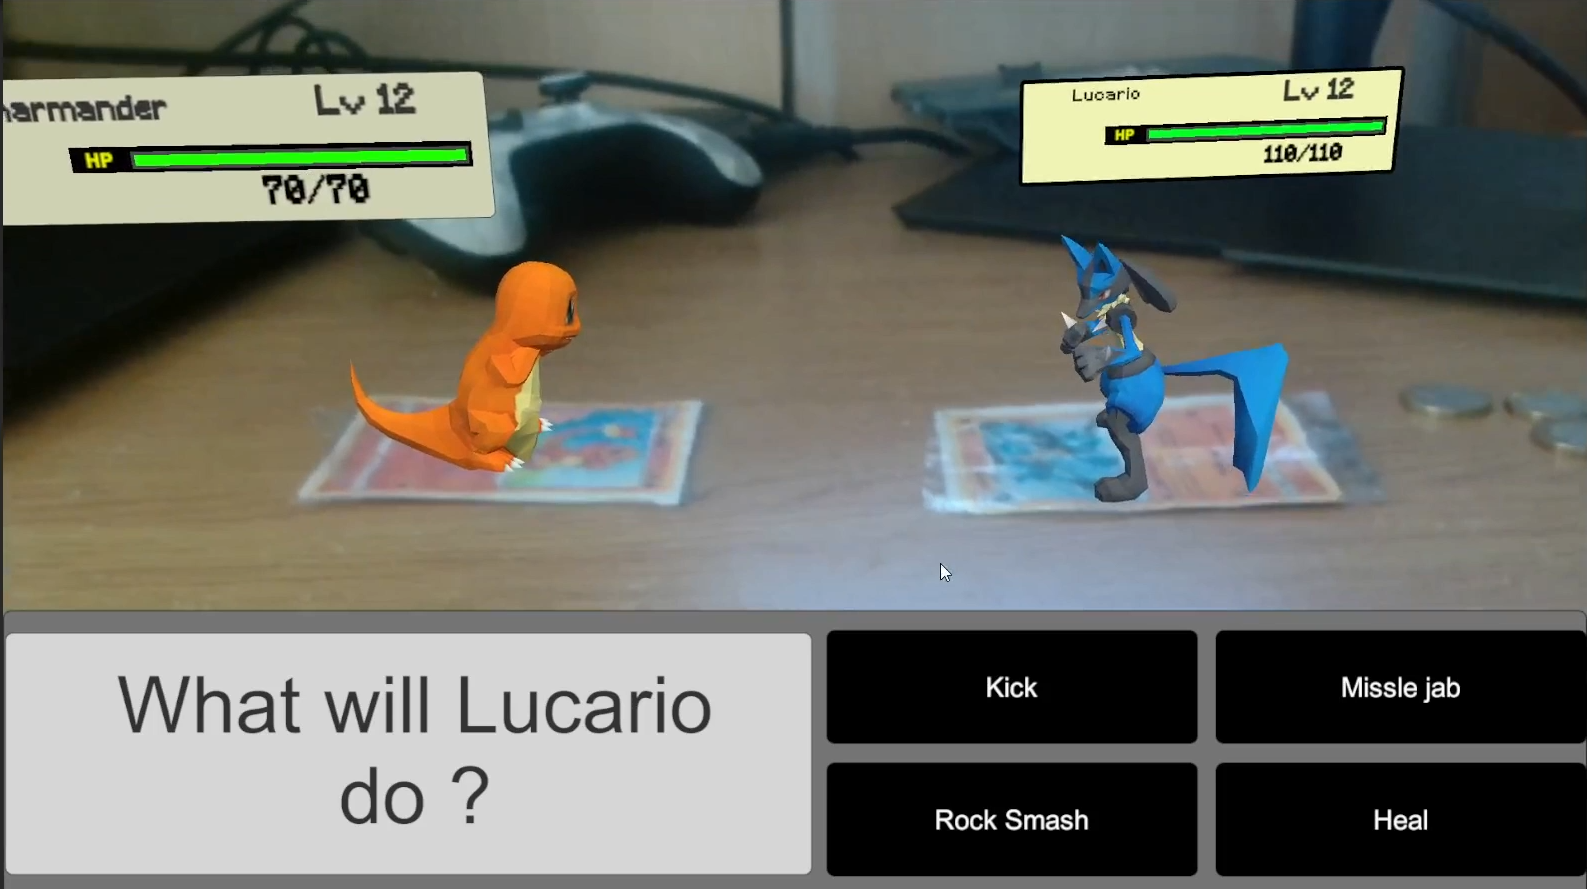 harmander Lv 12
HP
70/70
Lucario Lv 12
HP
110/110
What will Lucario
do ?
Kick
Missle jab
Rock Smash
Heal